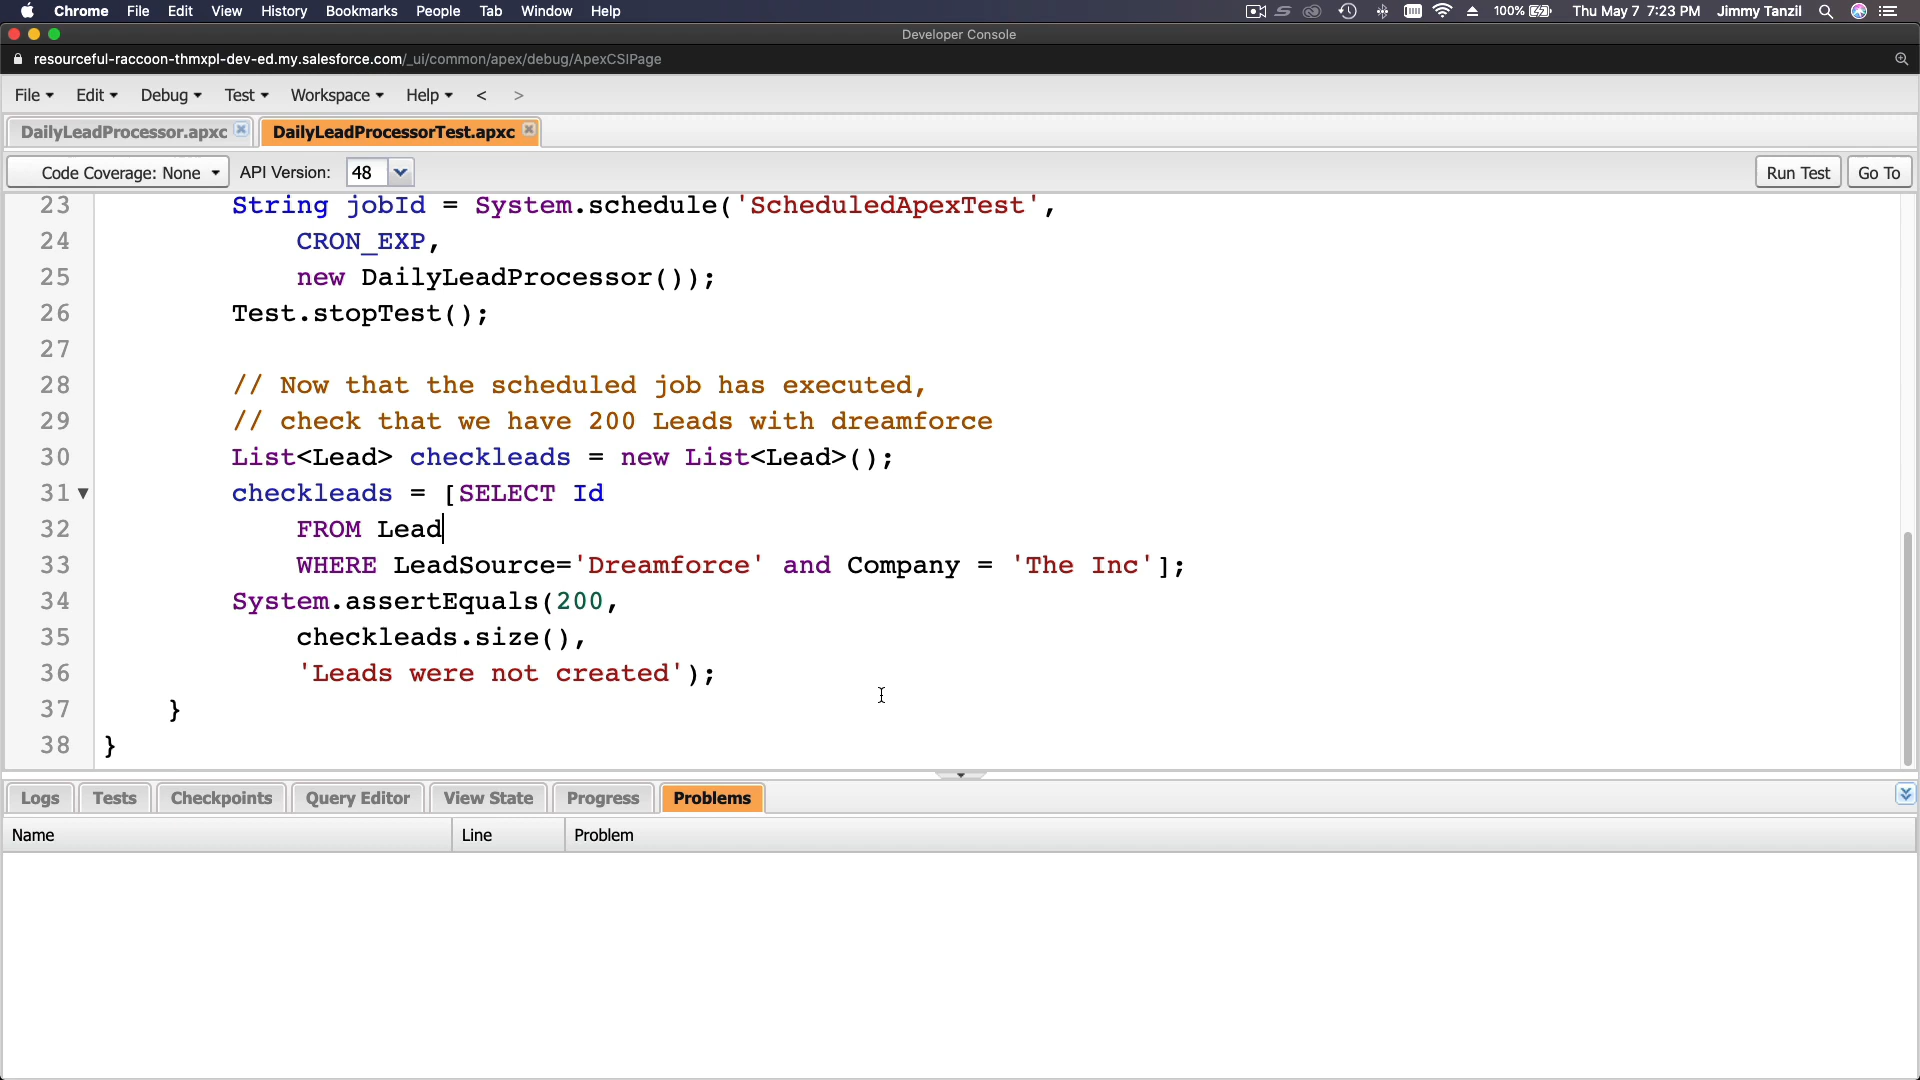 Chrome File Edit View History Bookmarks People Tab Window Help 100% Thu May 7 7:23 PM Jimmy Tanzil
Developer Console
resourceful-raccoon-thmxpl-dev-ed.my.salesforce.com/_ui/common/apex/debug/ApexCSIPage
File Edit Debug Test Workspace Help < >
DailyLeadProcessor.apxc DailyLeadProcessorTest.apxc
Code Coverage: None API Version: 48 Run Test Go To
23 String jobId = System.schedule('ScheduledApexTest',
24 CRON_EXP,
25 new DailyLeadProcessor());
26 Test.stopTest();
27
28 // Now that the scheduled job has executed,
29 // check that we have 200 Leads with dreamforce
30 List<Lead> checkleads = new List<Lead>();
31 checkleads = [SELECT Id
32 FROM Lead
33 WHERE LeadSource='Dreamforce' and Company = 'The Inc'];
34 System.assertEquals(200,
35 checkleads.size(),
36 'Leads were not created');
37 }
38 }
Logs Tests Checkpoints Query Editor View State Progress Problems
Name Line Problem